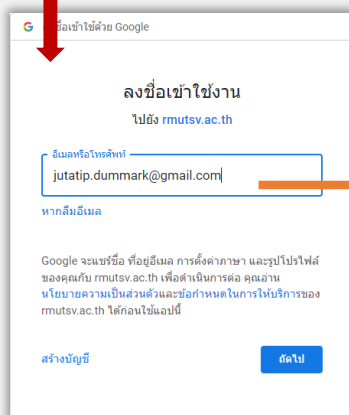 ชื่อเข้าใช้ด้วย Google
ลงชื่อเข้าใช้งาน
ไปยัง rmutsv.ac.th
อีเมลหรือโทรศัพท์
jutatip.dummark@gmail.com
หากลืมอีเมล
Google จะแชร์ชื่อ ที่อยู่อีเมล การตั้งค่าภาษา และรูปโปรไฟล์
ของคุณกับ rmutsv.ac.th เพื่อดำเนินการต่อ คุณอ่าน
นโยบายความเป็นส่วนตัวและข้อกำหนดในการให้บริการของ
rmutsv.ac.th ได้ก่อนใช้แอปนี้
สร้างบัญชี
ถัดไป